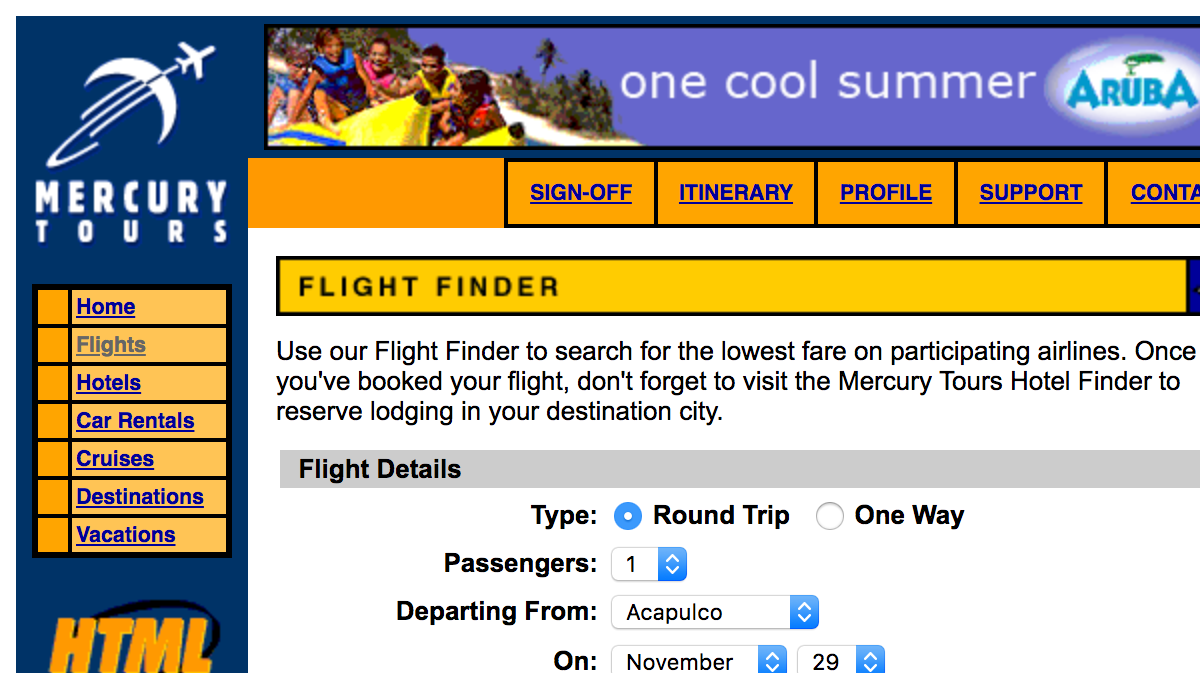 one cool summer
ARUBA
MERCURY
TOURS
SIGN-OFF
ITINERARY
PROFILE
SUPPORT
CONTA
Home
Flights
Hotels
Car Rentals
Cruises
Destinations
Vacations
HTML
FLIGHT FINDER
Use our Flight Finder to search for the lowest fare on participating airlines. Once
you've booked your flight, don't forget to visit the Mercury Tours Hotel Finder to
reserve lodging in your destination city.
Flight Details
Type: Round Trip One Way
Passengers: 1
Departing From: Acapulco
On: November 29